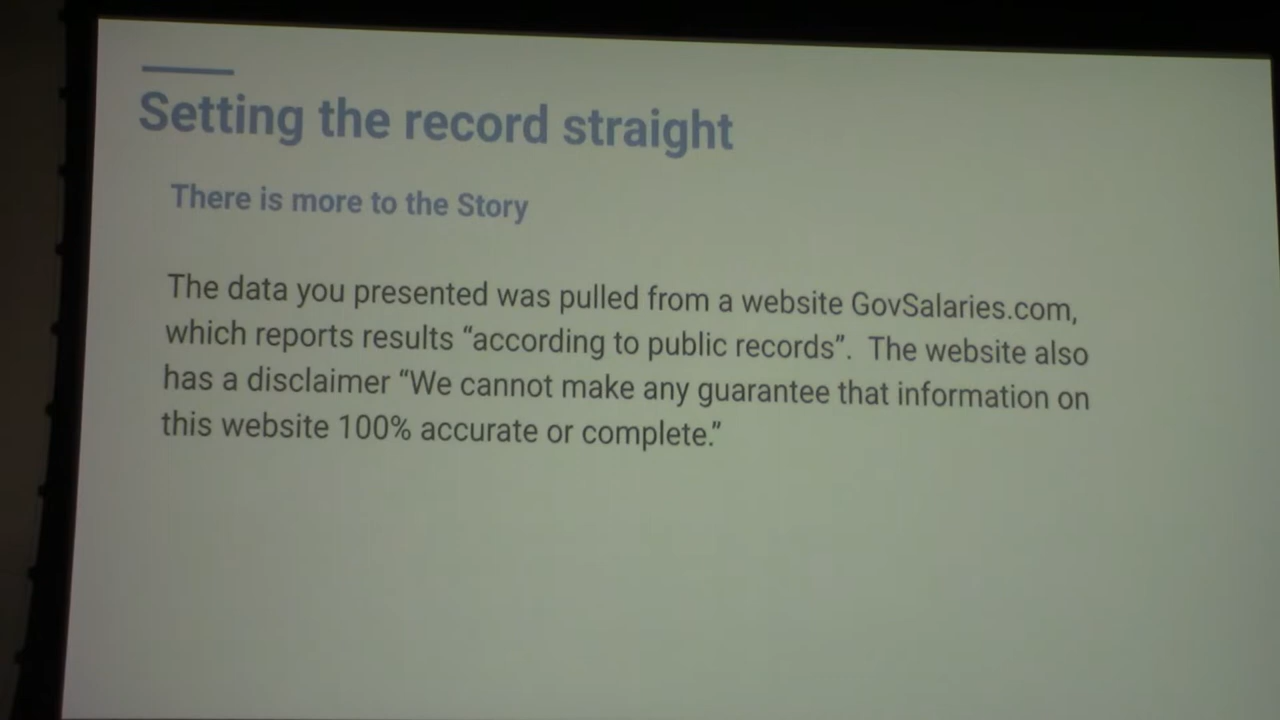 Setting the record straight
There is more to the Story
The data you presented was pulled from a website GovSalaries.com,
which reports results “according to public records”.  The website also
has a disclaimer “We cannot make any guarantee that information on
this website 100% accurate or complete.”